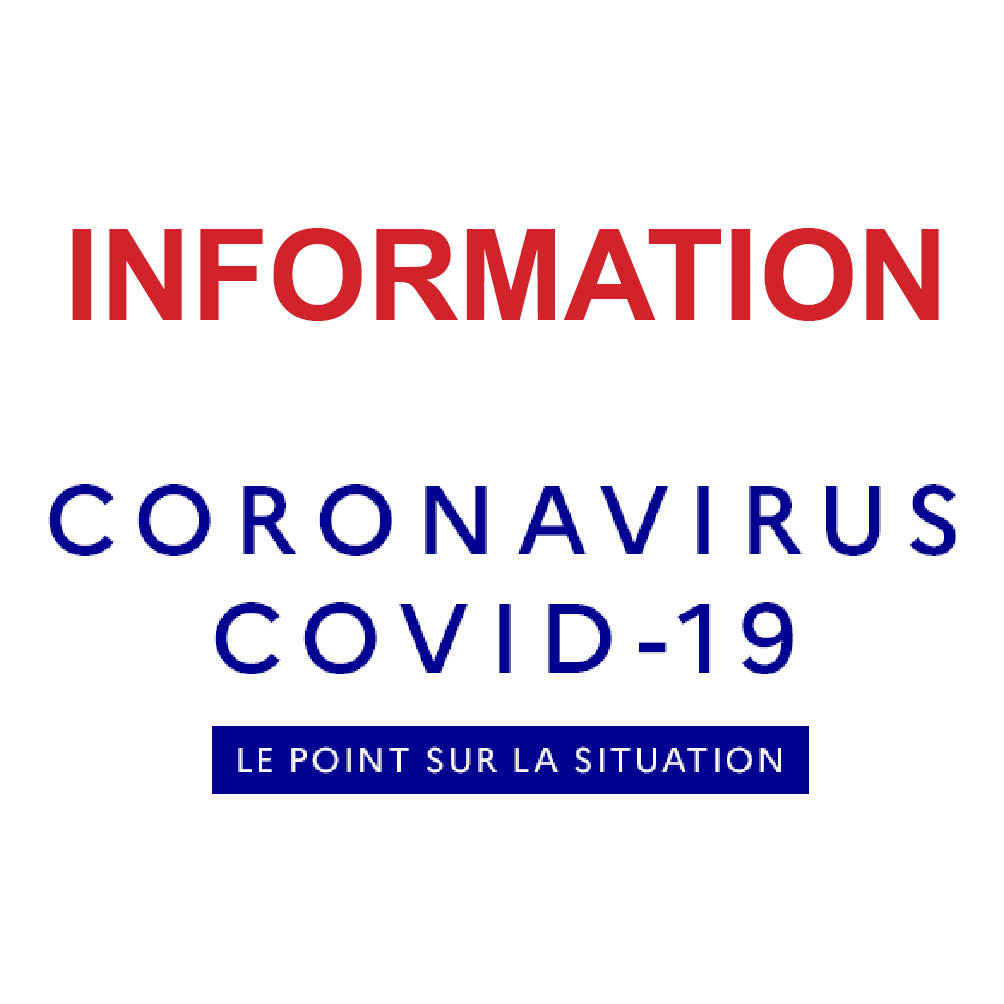 INFORMATION
CORONAVIRUS
COVID-19
LE POINT SUR LA SITUATION